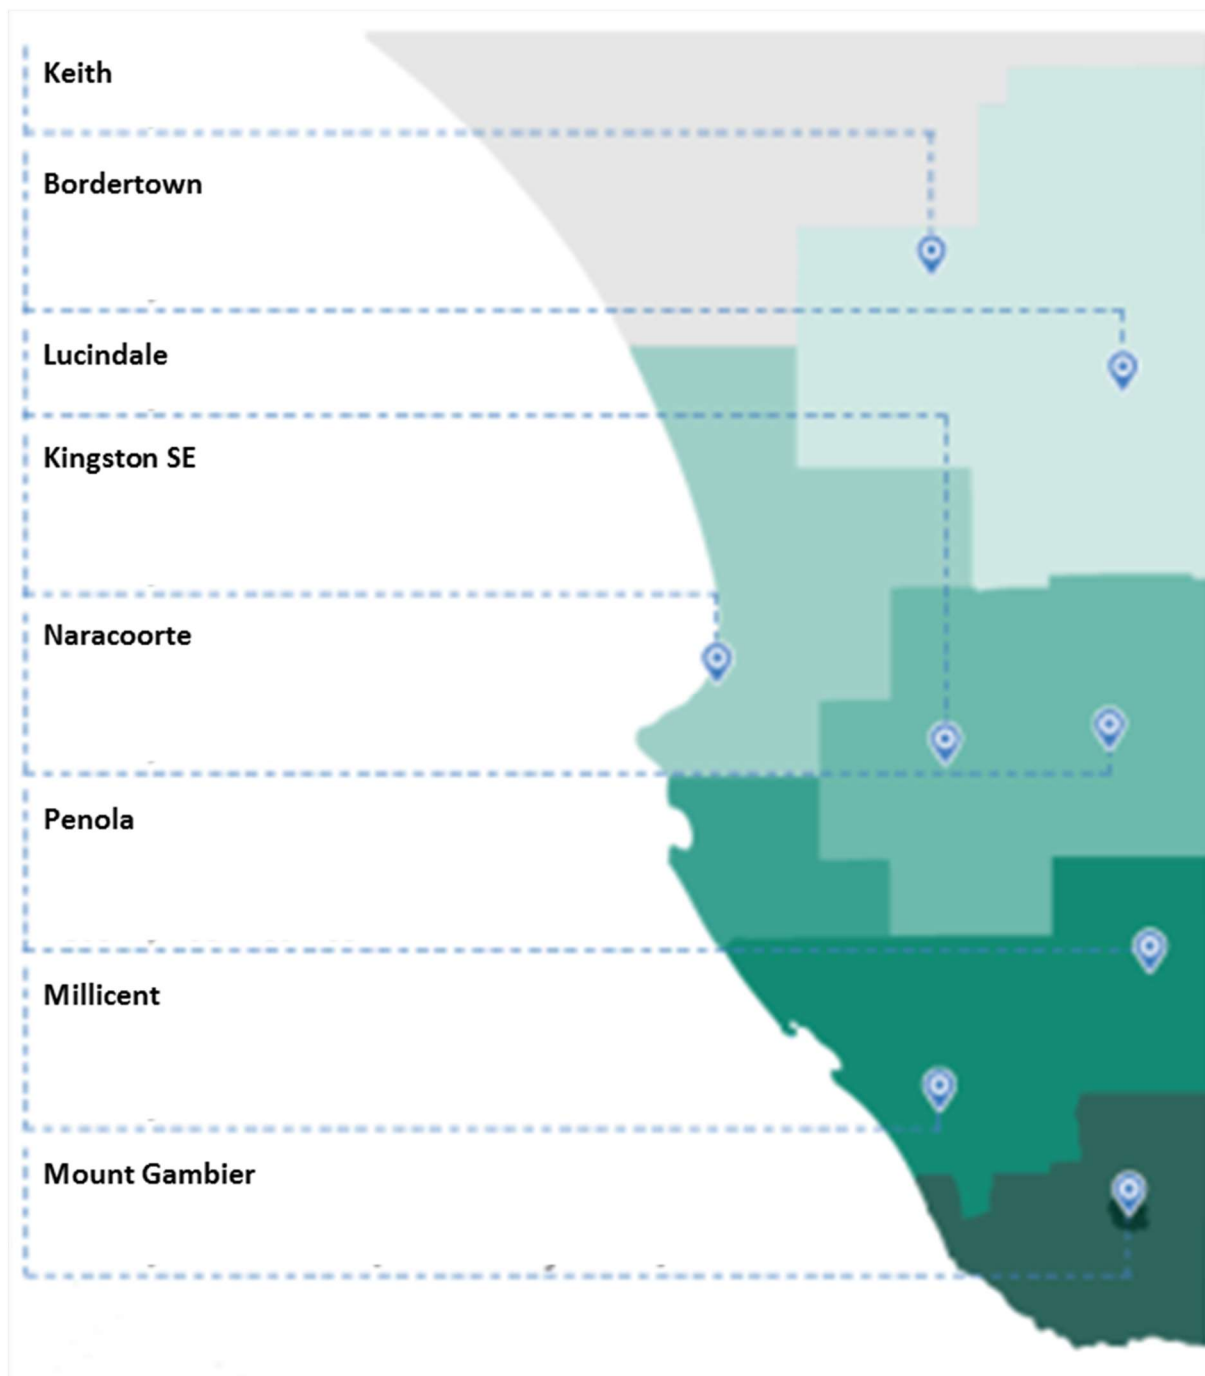 Keith
Bordertown
Lucindale
Kingston SE
Naracoorte
Penola
Millicent
Mount Gambier